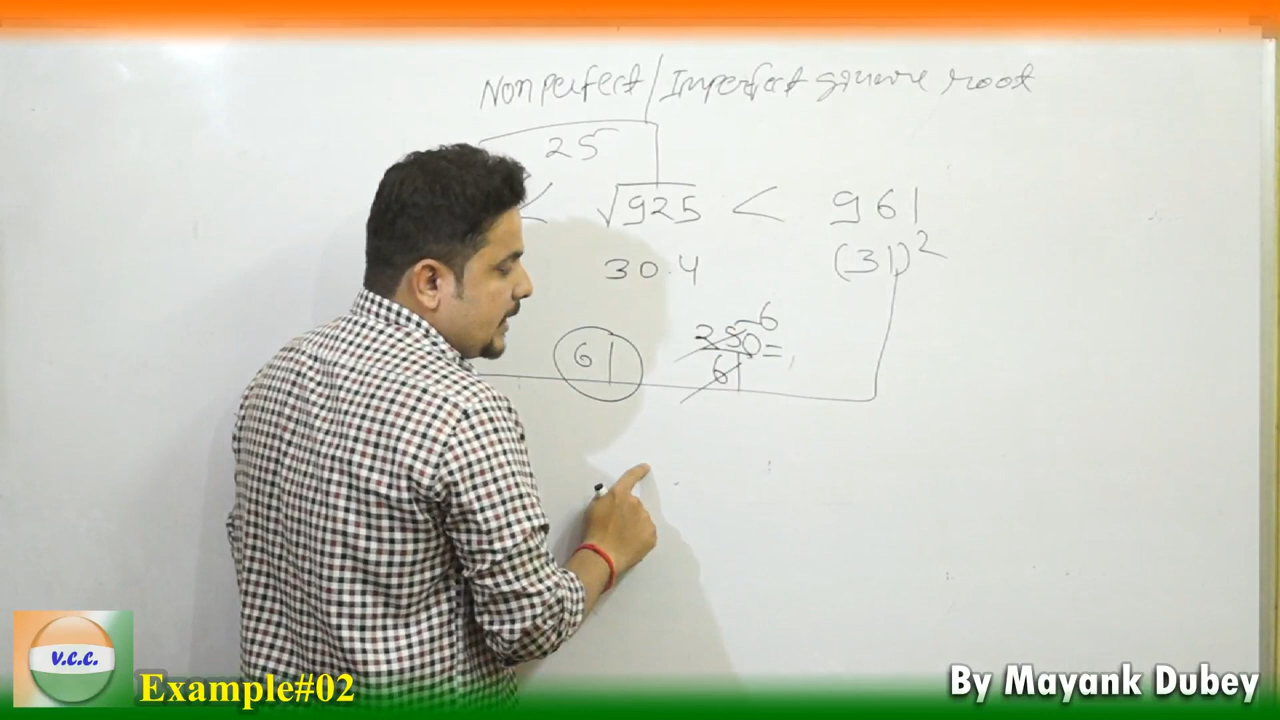 Non perfect / Imperfect square root
25
< √925 < 961
30.4 (31)²
6
61 250 =
61
V.C.C.
Example#02
By Mayank Dubey